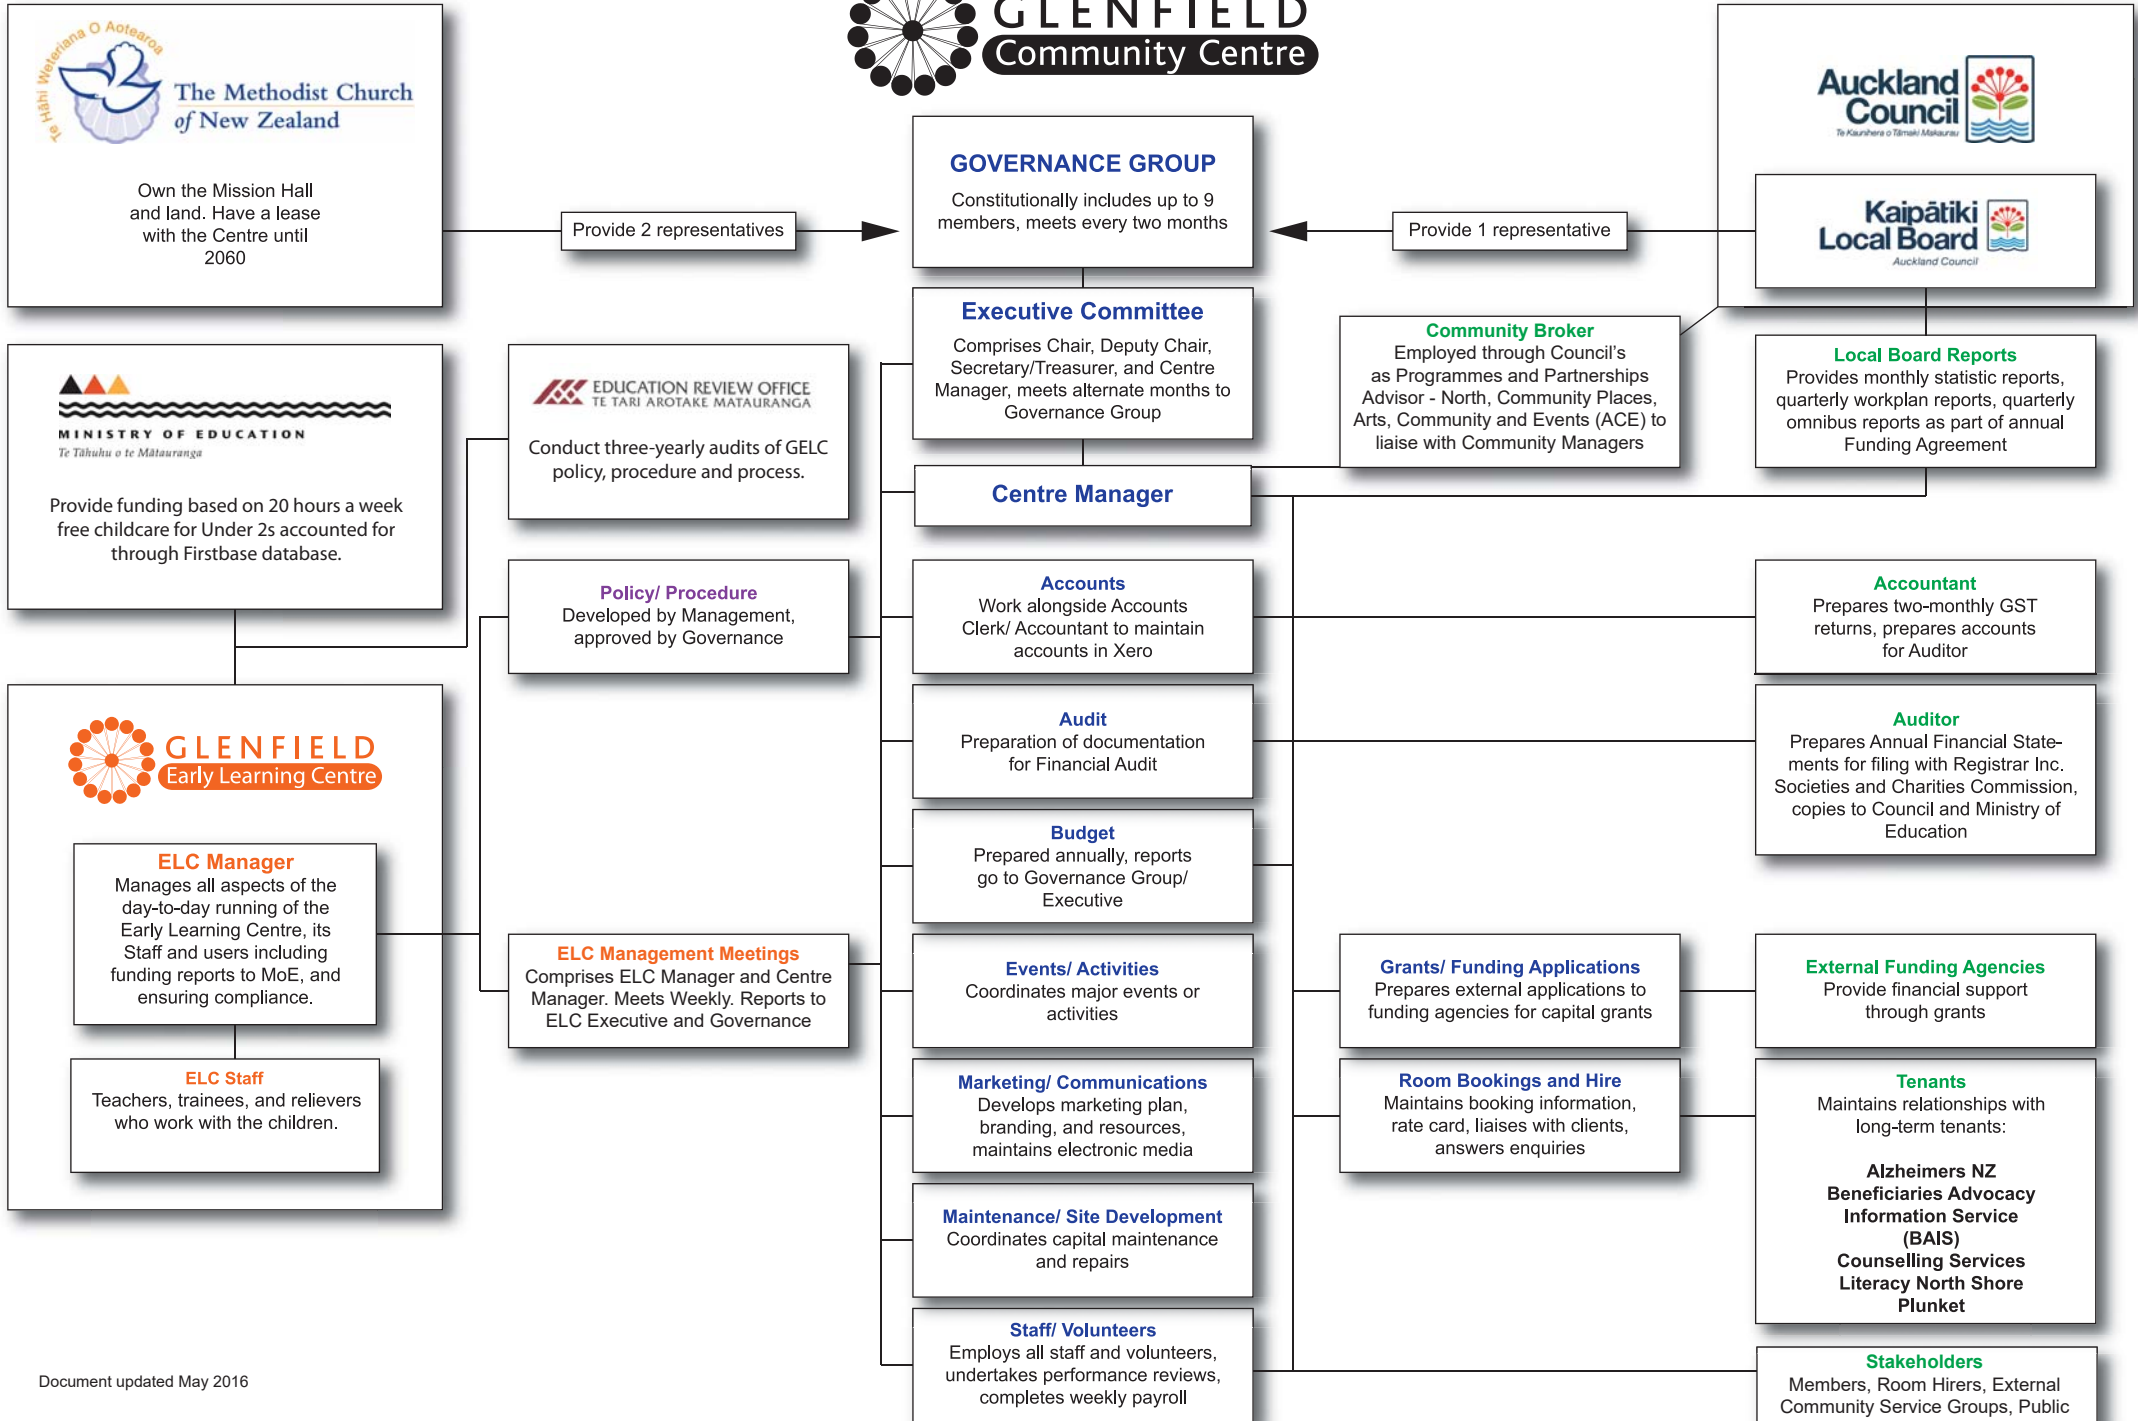 GLENFIELD
Community Centre
Te Hāhi Weteriana O Aotearoa
The Methodist Church
of New Zealand
Own the Mission Hall
and land. Have a lease
with the Centre until
2060
Provide 2 representatives
GOVERNANCE GROUP
Constitutionally includes up to 9
members, meets every two months
Provide 1 representative
Auckland
Council
Te Kaunihera o Tāmaki Makaurau
Kaipātiki
Local Board
Auckland Council
Executive Committee
Comprises Chair, Deputy Chair,
Secretary/Treasurer, and Centre
Manager, meets alternate months to
Governance Group
Community Broker
Employed through Council’s
as Programmes and Partnerships
Advisor - North, Community Places,
Arts, Community and Events (ACE) to
liaise with Community Managers
Local Board Reports
Provides monthly statistic reports,
quarterly workplan reports, quarterly
omnibus reports as part of annual
Funding Agreement
MINISTRY OF EDUCATION
Te Tāhuhu o te Mātauranga
Provide funding based on 20 hours a week
free childcare for Under 2s accounted for
through Firstbase database.
EDUCATION REVIEW OFFICE
TE TARI AROTAKE MATAURANGA
Conduct three-yearly audits of GELC
policy, procedure and process.
Centre Manager
Policy/ Procedure
Developed by Management,
approved by Governance
Accounts
Work alongside Accounts
Clerk/ Accountant to maintain
accounts in Xero
Accountant
Prepares two-monthly GST
returns, prepares accounts
for Auditor
GLENFIELD
Early Learning Centre
Audit
Preparation of documentation
for Financial Audit
Auditor
Prepares Annual Financial State-
ments for filing with Registrar Inc.
Societies and Charities Commission,
copies to Council and Ministry of
Education
ELC Manager
Manages all aspects of the
day-to-day running of the
Early Learning Centre, its
Staff and users including
funding reports to MoE, and
ensuring compliance.
Budget
Prepared annually, reports
go to Governance Group/
Executive
ELC Management Meetings
Comprises ELC Manager and Centre
Manager. Meets Weekly. Reports to
ELC Executive and Governance
Events/ Activities
Coordinates major events or
activities
Grants/ Funding Applications
Prepares external applications to
funding agencies for capital grants
External Funding Agencies
Provide financial support
through grants
ELC Staff
Teachers, trainees, and relievers
who work with the children.
Marketing/ Communications
Develops marketing plan,
branding, and resources,
maintains electronic media
Room Bookings and Hire
Maintains booking information,
rate card, liaises with clients,
answers enquiries
Tenants
Maintains relationships with
long-term tenants:
Alzheimers NZ
Beneficiaries Advocacy
Information Service
(BAIS)
Counselling Services
Literacy North Shore
Plunket
Maintenance/ Site Development
Coordinates capital maintenance
and repairs
Staff/ Volunteers
Employs all staff and volunteers,
undertakes performance reviews,
completes weekly payroll
Stakeholders
Members, Room Hirers, External
Community Service Groups, Public
Document updated May 2016